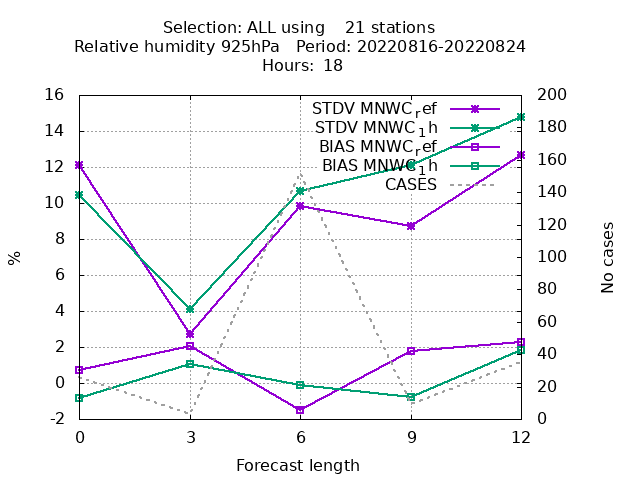 Selection: ALL using    21 stations
Relative humidity 925hPa   Period: 20220816-20220824
Hours: 18
STDV MNWC_ref
STDV MNWC_1h
BIAS MNWC_ref
BIAS MNWC_1h
CASES
16
14
12
10
8
6
4
2
0
-2
%
200
180
160
140
120
100
80
60
40
20
0
No cases
0 3 6 9 12
Forecast length